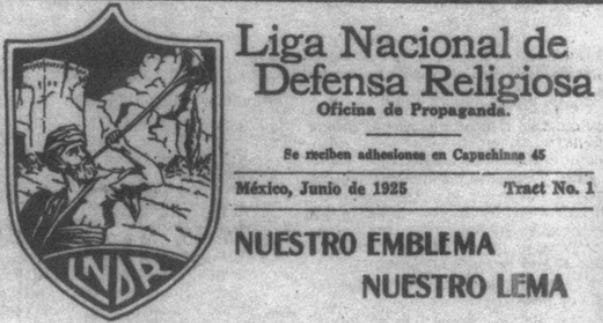 Liga Nacional de
Defensa Religiosa
Oficina de Propaganda.
Se reciben adhesiones en Capuchinas 45
México, Junio de 1925 Tract No. 1
NUESTRO EMBLEMA
NUESTRO LEMA
LNDR